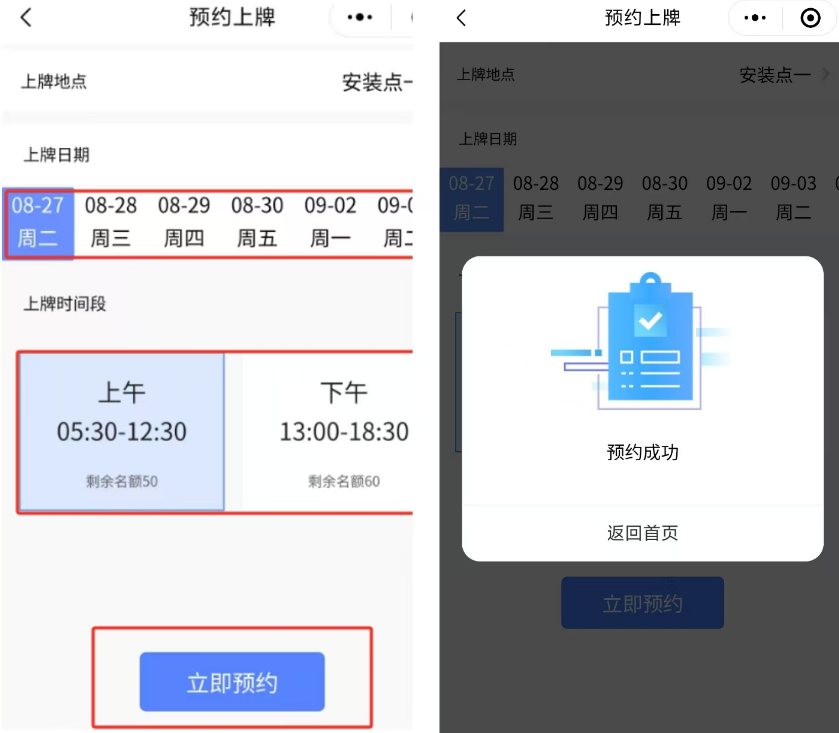 预约上牌
上牌地点
安装点一
上牌日期
08-27 08-28 08-29 08-30 09-02 09-0
周二 周三 周四 周五 周一 周二
上牌时间段
上午 下午
05:30-12:30 13:00-18:30
剩余名额50 剩余名额60
立即预约
预约上牌
上牌地点
安装点一
上牌日期
08-27 08-28 08-29 08-30 09-02 09-03
周二 周三 周四 周五 周一 周二
预约成功
返回首页
立即预约